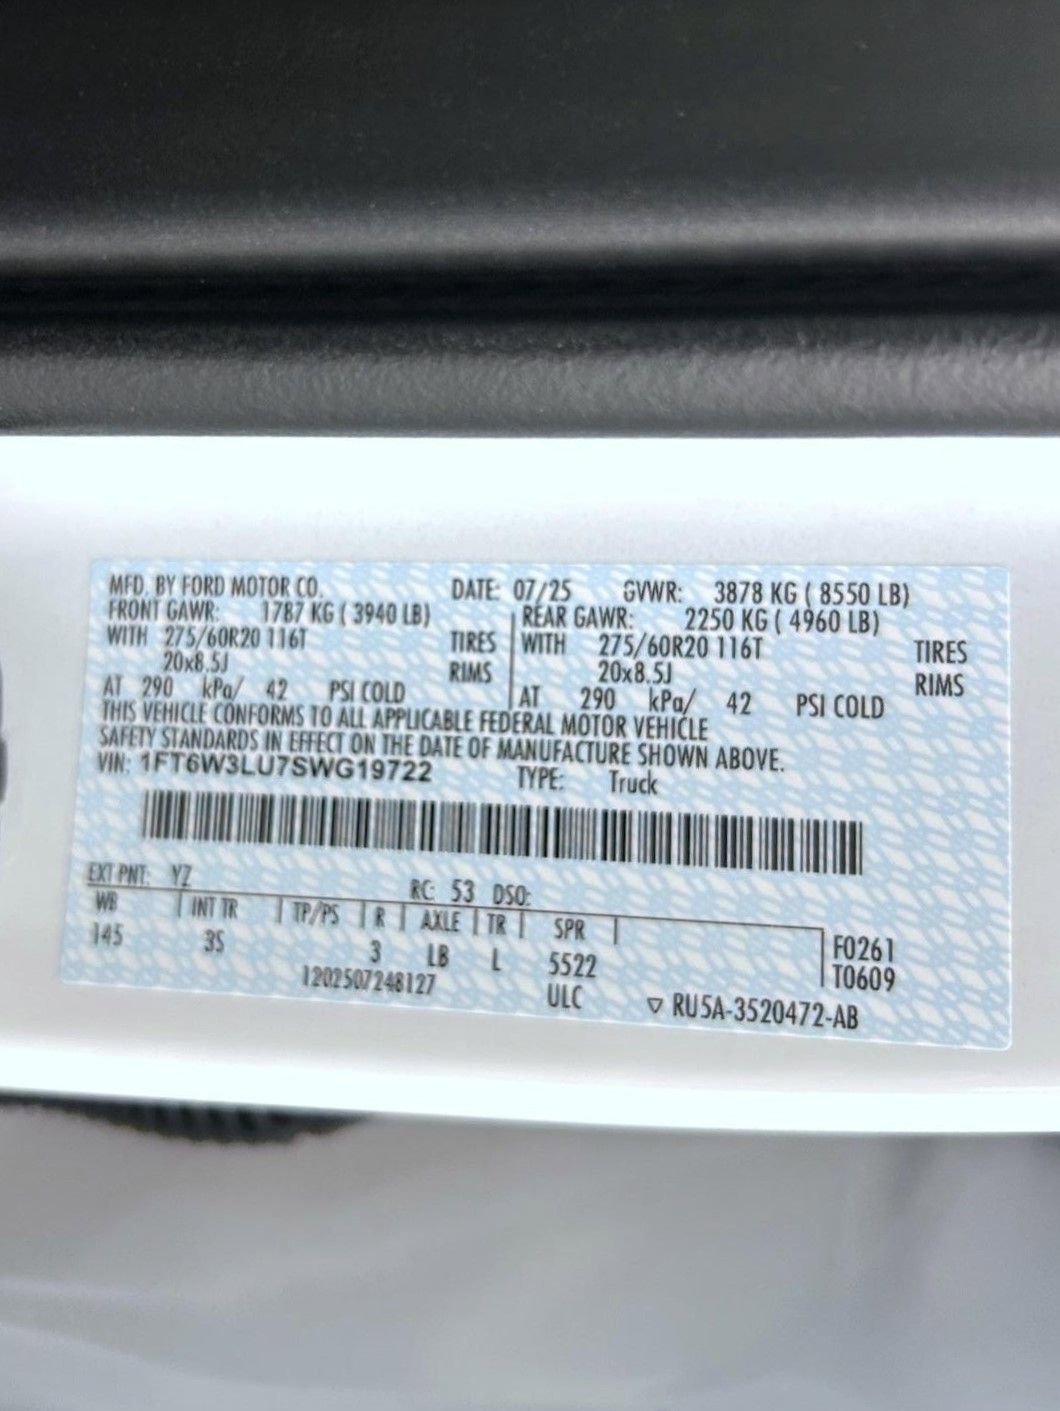 MFD. BY FORD MOTOR CO. DATE: 07/25 GVWR: 3878 KG ( 8550 LB)
FRONT GAWR: 1787 KG ( 3940 LB) REAR GAWR: 2250 KG ( 4960 LB)
WITH 275/60R20 116T TIRES WITH 275/60R20 116T TIRES
20x8.5J RIMS 20x8.5J RIMS
AT 290 kPa/ 42 PSI COLD AT 290 kPa/ 42 PSI COLD
THIS VEHICLE CONFORMS TO ALL APPLICABLE FEDERAL MOTOR VEHICLE
SAFETY STANDARDS IN EFFECT ON THE DATE OF MANUFACTURE SHOWN ABOVE.
VIN: 1FT6W3LU7SWG19722 TYPE: Truck
EXT PNT: YZ RC: 53 DSO:
WB INT TR TP/PS R AXLE TR SPR
145 3S 3 LB L 5522 F0261
T0609
1202507248127 ULC ▽ RU5A-3520472-AB